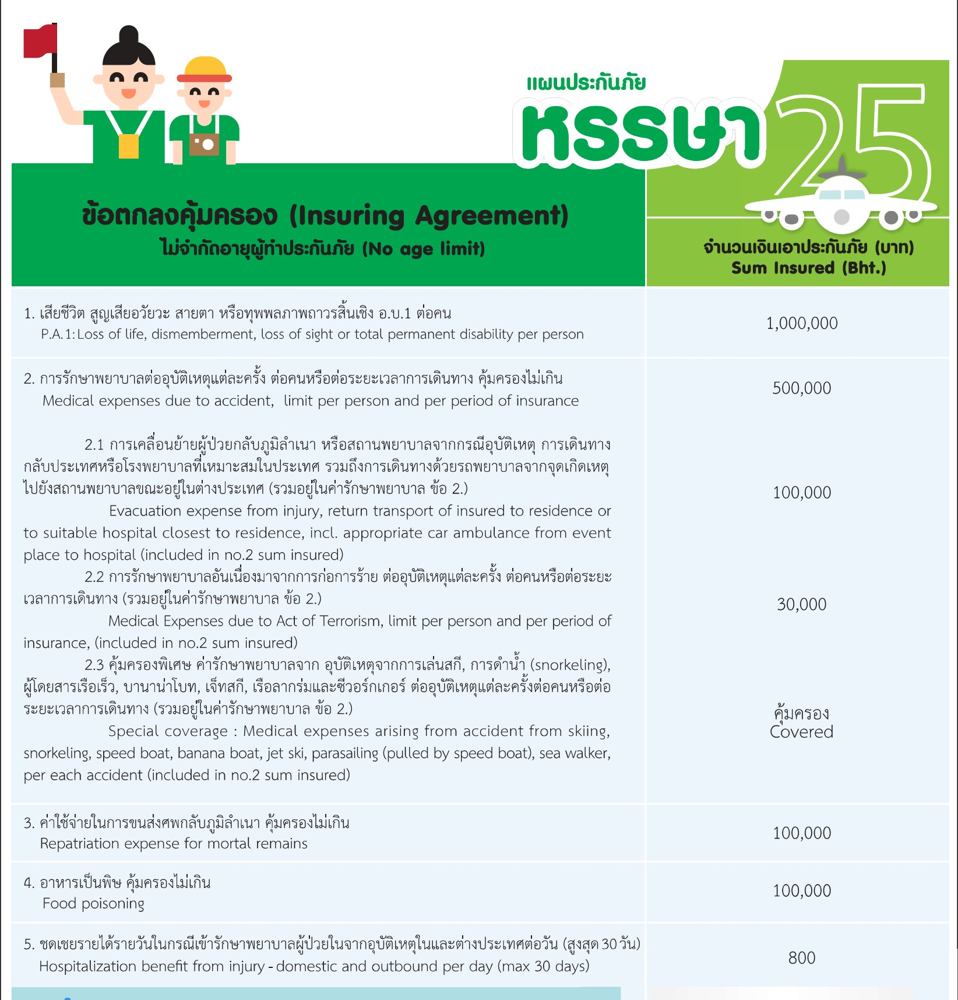 แผนประกันภัย
หรรษา 25
ข้อตกลงคุ้มครอง (Insuring Agreement)
ไม่จำกัดอายุผู้ทำประกันภัย (No age limit)
จำนวนเงินเอาประกันภัย (บาท)
Sum Insured (Bht.)
1. เสียชีวิต สูญเสียอวัยวะ สายตา หรือทุพพลภาพถาวรสิ้นเชิง อ.บ.1 ต่อคน
P.A.1: Loss of life, dismemberment, loss of sight or total permanent disability per person
1,000,000
2. การรักษาพยาบาลต่ออุบัติเหตุแต่ละครั้ง ต่อคนหรือต่อระยะเวลาการเดินทาง คุ้มครองไม่เกิน
Medical expenses due to accident, limit per person and per period of insurance
500,000
2.1 การเคลื่อนย้ายผู้ป่วยกลับภูมิลำเนา หรือสถานพยาบาลจากกรณีอุบัติเหตุ การเดินทาง
กลับประเทศหรือโรงพยาบาลที่เหมาะสมในประเทศ รวมถึงการเดินทางด้วยรถพยาบาลจากจุดเกิดเหตุ
ไปยังสถานพยาบาลขณะอยู่ในต่างประเทศ (รวมอยู่ในค่ารักษาพยาบาล ข้อ 2.)
Evacuation expense from injury, return transport of insured to residence or
to suitable hospital closest to residence, incl. appropriate car ambulance from event
place to hospital (included in no.2 sum insured)
100,000
2.2 การรักษาพยาบาลอันเนื่องมาจากการก่อการร้าย ต่ออุบัติเหตุแต่ละครั้ง ต่อคนหรือต่อระยะ
เวลาการเดินทาง (รวมอยู่ในค่ารักษาพยาบาล ข้อ 2.)
Medical Expenses due to Act of Terrorism, limit per person and per period of
insurance, (included in no.2 sum insured)
30,000
2.3 คุ้มครองพิเศษ ค่ารักษาพยาบาลจาก อุบัติเหตุจากการเล่นสกี, การดำน้ำ (snorkeling),
ผู้โดยสารเรือเร็ว, บานาน่าโบท, เจ็ทสกี, เรือลากร่มและซีวอร์กเกอร์ ต่ออุบัติเหตุแต่ละครั้งต่อคนหรือต่อ
ระยะเวลาการเดินทาง (รวมอยู่ในค่ารักษาพยาบาล ข้อ 2.)
Special coverage : Medical expenses arising from accident from skiing,
snorkeling, speed boat, banana boat, jet ski, parasailing (pulled by speed boat), sea walker,
per each accident (included in no.2 sum insured)
คุ้มครอง
Covered
3. ค่าใช้จ่ายในการขนส่งศพกลับภูมิลำเนา คุ้มครองไม่เกิน
Repatriation expense for mortal remains
100,000
4. อาหารเป็นพิษ คุ้มครองไม่เกิน
Food poisoning
100,000
5. ชดเชยรายได้รายวันในกรณีเข้ารักษาพยาบาลผู้ป่วยในจากอุบัติเหตุในและต่างประเทศต่อวัน (สูงสุด 30 วัน)
Hospitalization benefit from injury - domestic and outbound per day (max 30 days)
800